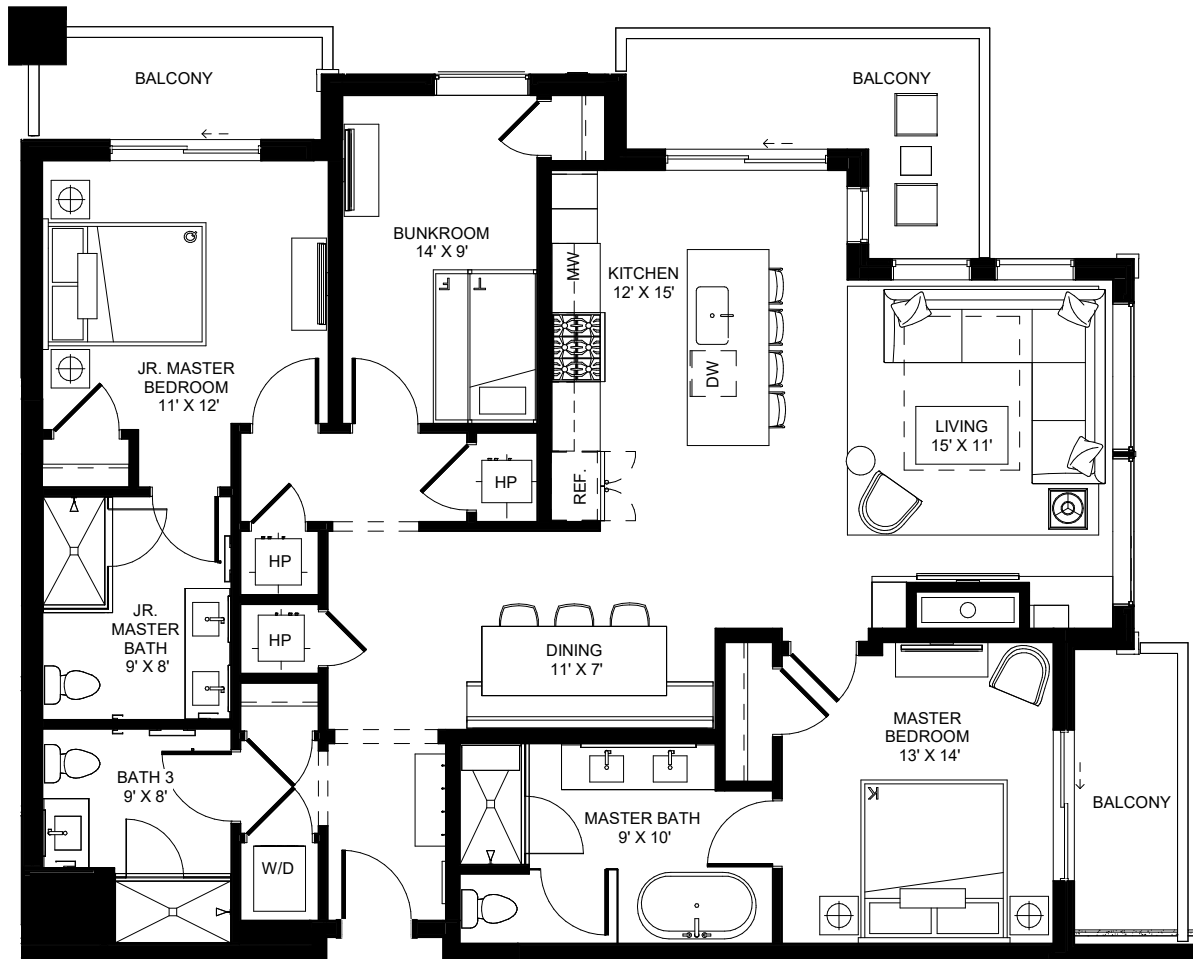 BALCONY
BALCONY
Q
BUNKROOM
14' X 9'
MW
KITCHEN
12' X 15'
F
T
DW
JR. MASTER
BEDROOM
11' X 12'
LIVING
15' X 11'
HP
REF.
HP
JR.
MASTER
BATH
9' X 8'
HP
DINING
11' X 7'
MASTER
BEDROOM
13' X 14'
BATH 3
9' X 8'
K
BALCONY
MASTER BATH
9' X 10'
W/D